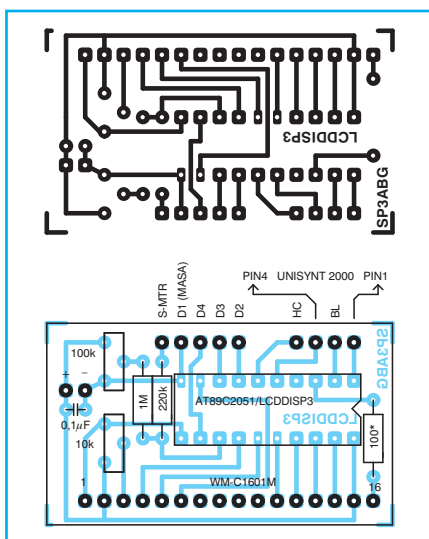 LCDDISP3
SP3ABG
S-MTR
D1 (MASA)
D4
D3
D2
PIN4 UNISYNT 2000 PIN1
HC
BL
SP3ABG
100k
+ –
0,1µF
10k
1M
220k
AT89C2051/LCDDISP3
LCDDISP3
100*
1
WM-C1601M
16